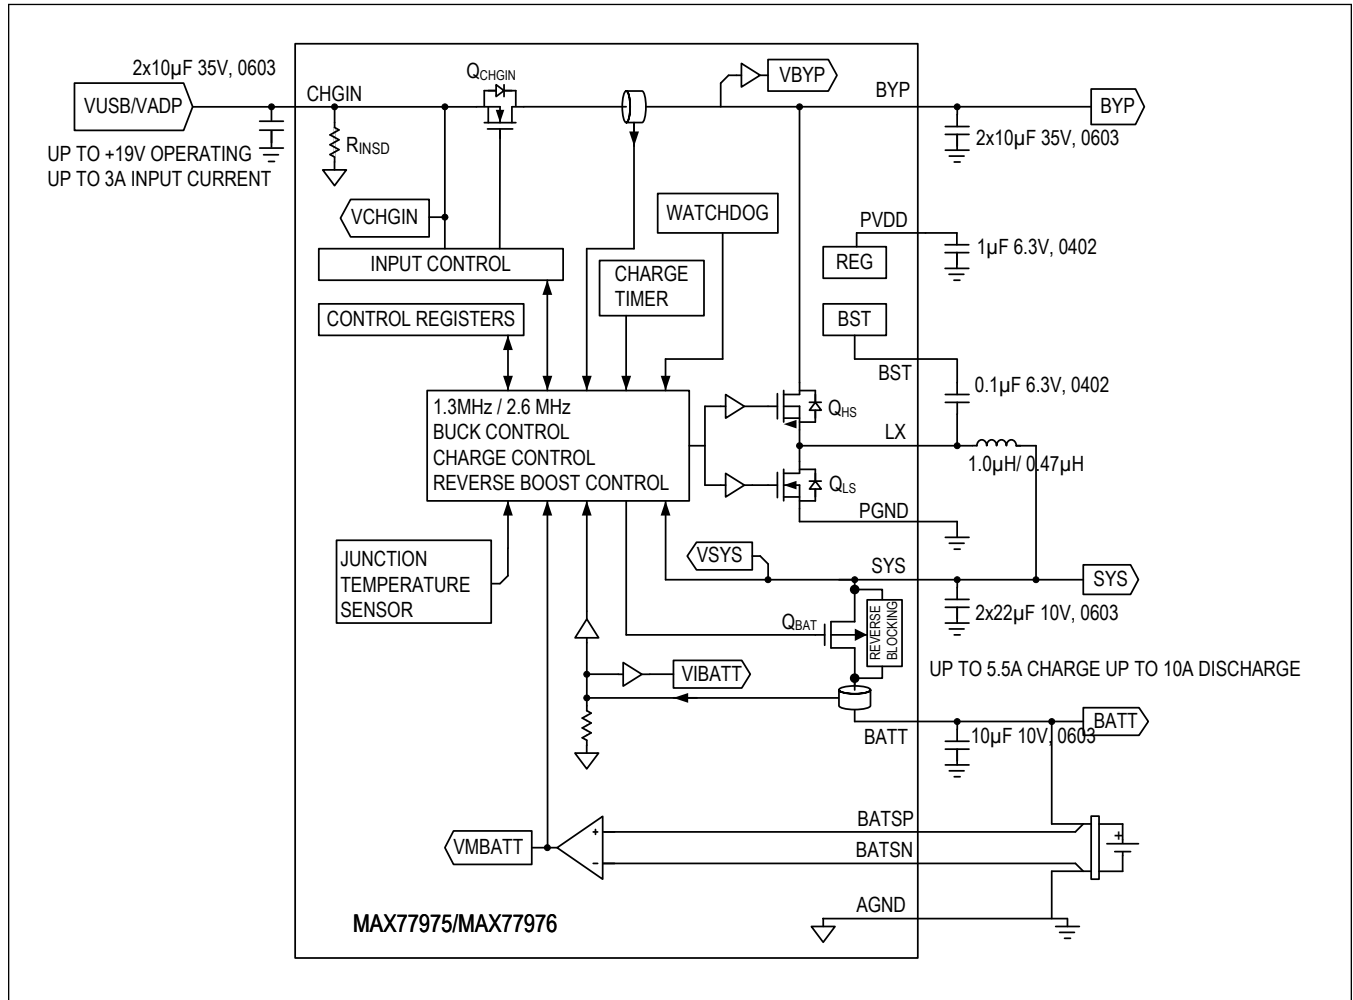 2x10µF 35V, 0603
VUSB/VADP
UP TO +19V OPERATING
UP TO 3A INPUT CURRENT
CHGIN
RINSD
QCHGIN
VBYP
BYP
BYP
2x10µF 35V, 0603
VCHGIN
INPUT CONTROL
WATCHDOG
PVDD
REG
1µF 6.3V, 0402
CHARGE
TIMER
CONTROL REGISTERS
BST
BST
0.1µF 6.3V, 0402
1.3MHz / 2.6 MHz
BUCK CONTROL
CHARGE CONTROL
REVERSE BOOST CONTROL
QHS
LX
1.0µH/ 0.47µH
QLS
PGND
JUNCTION
TEMPERATURE
SENSOR
VSYS
SYS
SYS
2x22µF 10V, 0603
QBAT
REVERSE
BLOCKING
UP TO 5.5A CHARGE UP TO 10A DISCHARGE
VIBATT
BATT
BATT
10µF 10V, 0603
VMBATT
+
−
BATSP
BATSN
+
AGND
MAX77975/MAX77976